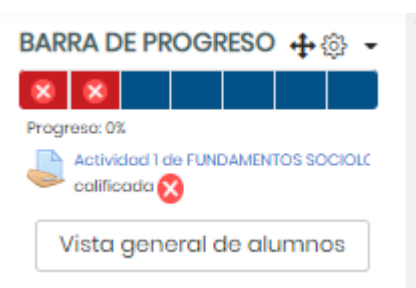 BARRA DE PROGRESO
Progreso: 0%
Actividad 1 de FUNDAMENTOS SOCIOLC
calificada
Vista general de alumnos